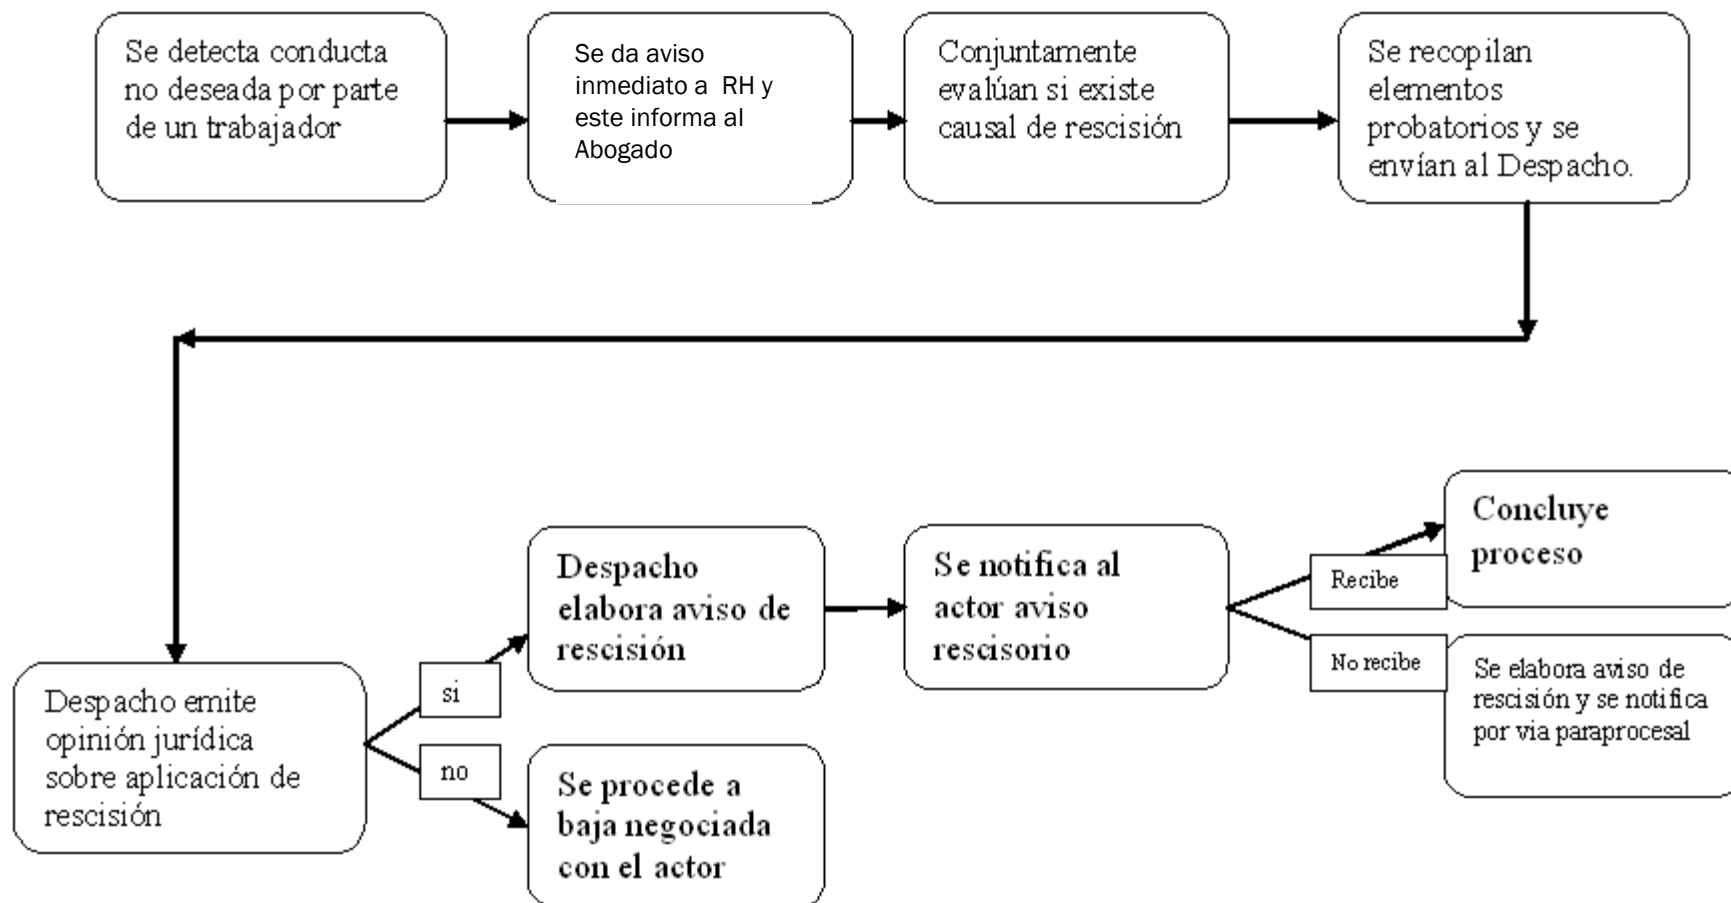 Se detecta conducta
no deseada por parte
de un trabajador
Se da aviso
inmediato a  RH y
este informa al
Abogado
Conjuntamente
evalúan si existe
causal de rescisión
Se recopilan
elementos
probatorios y se
envían al Despacho.
Despacho emite
opinión jurídica
sobre aplicación de
rescisión
si
no
Despacho
elabora aviso de
rescisión
Se procede a
baja negociada
con el actor
Se notifica al
actor aviso
rescisorio
Recibe
No recibe
Concluye
proceso
Se elabora aviso de
rescisión y se notifica
por via paraprocesal